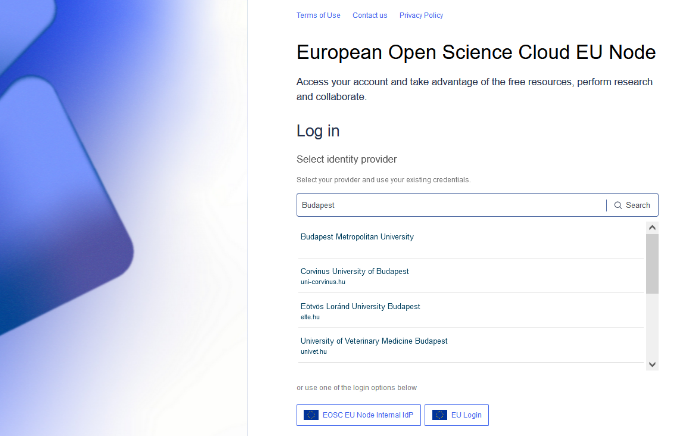 Terms of Use Contact us Privacy Policy
European Open Science Cloud EU Node
Access your account and take advantage of the free resources, perform research
and collaborate.
Log in
Select identity provider
Select your provider and use your existing credentials.
Budapest Search
Budapest Metropolitan University
Corvinus University of Budapest
uni-corvinus.hu
Eötvös Loránd University Budapest
elte.hu
University of Veterinary Medicine Budapest
univet.hu
or use one of the login options below
EOSC EU Node Internal IdP EU Login